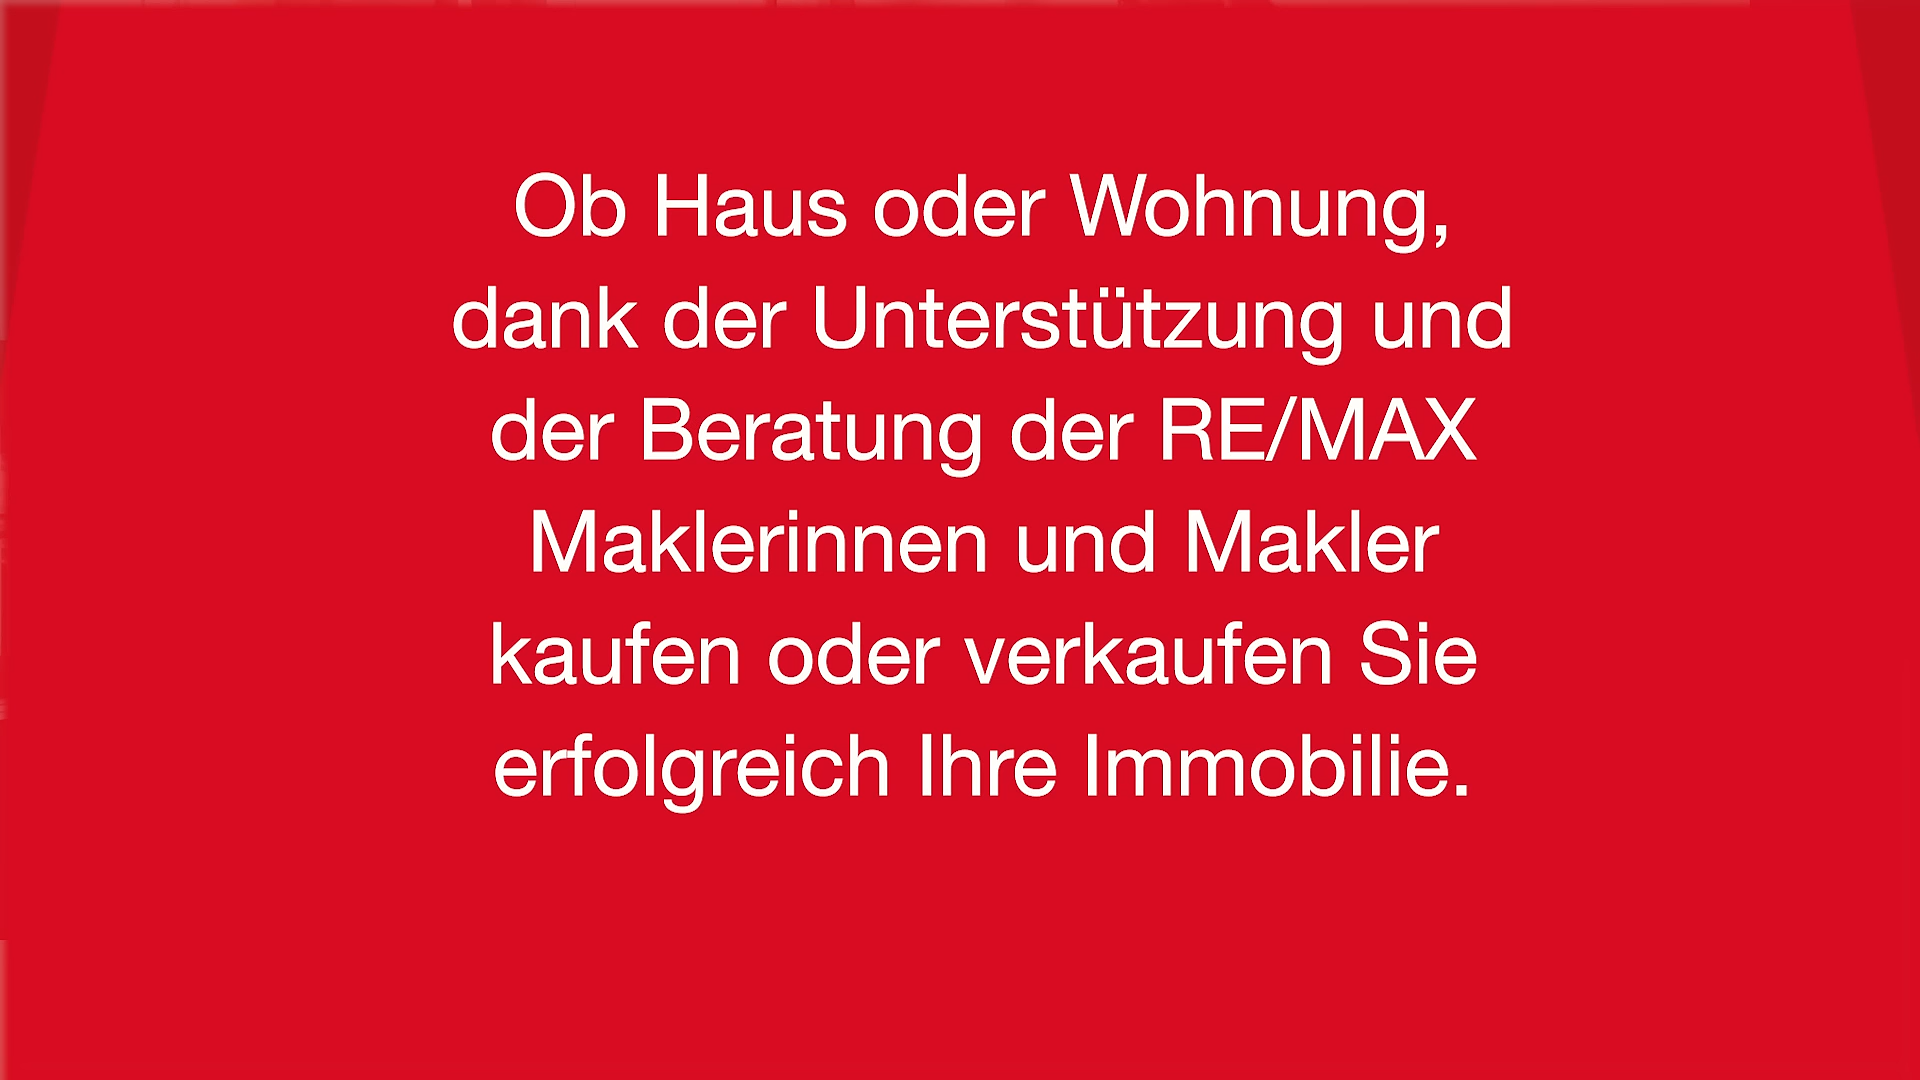 Ob Haus oder Wohnung,
dank der Unterstützung und
der Beratung der RE/MAX
Maklerinnen und Makler
kaufen oder verkaufen Sie
erfolgreich Ihre Immobilie.